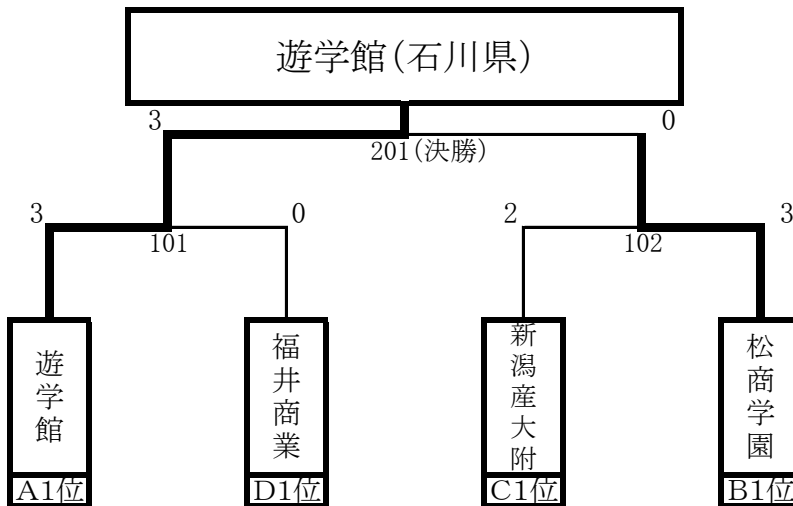 遊学館(石川県)
3
0
201(決勝)
3
0
2
3
101
102
遊学館
福井商業
新潟産大附
松商学園
A1位
D1位
C1位
B1位